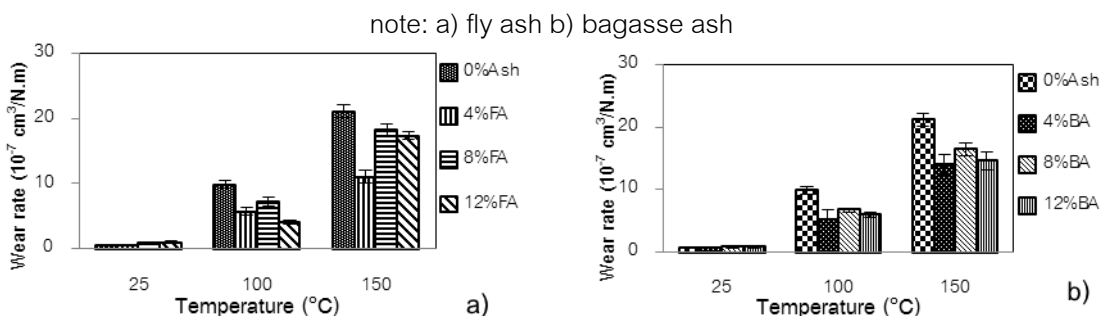 note: a) fly ash b) bagasse ash
Wear rate (10⁻⁷ cm³/N.m)
30
20
10
0
25
100
150
Temperature (°C)
0%Ash
4%FA
8%FA
12%FA
a)
Wear rate (10⁻⁷ cm³/N.m)
30
20
10
0
25
100
150
Temperature (°C)
0%Ash
4%BA
8%BA
12%BA
b)